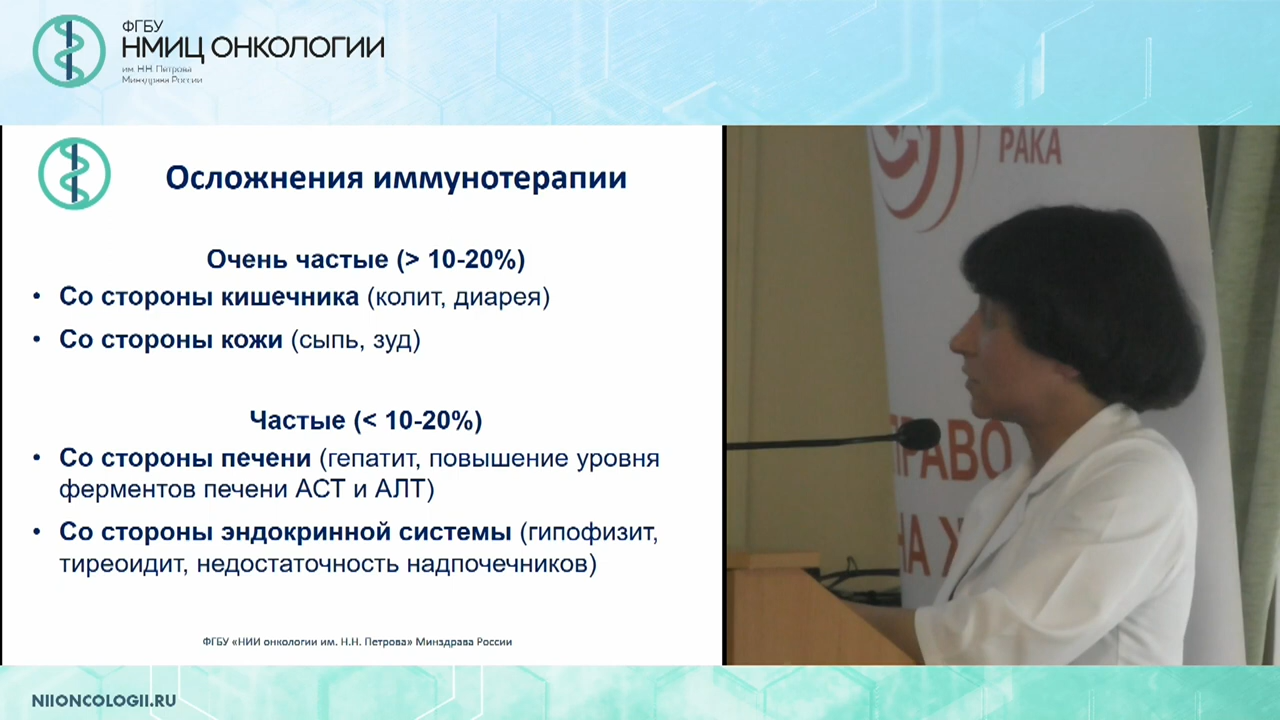 ФГБУ
НМИЦ ОНКОЛОГИИ
им. Н.Н. Петрова
Минздрава России
Осложнения иммунотерапии
Очень частые (> 10-20%)
• Со стороны кишечника (колит, диарея)
• Со стороны кожи (сыпь, зуд)
Частые (< 10-20%)
• Со стороны печени (гепатит, повышение уровня
ферментов печени АСТ и АЛТ)
• Со стороны эндокринной системы (гипофизит,
тиреоидит, недостаточность надпочечников)
ФГБУ «НИИ онкологии им. Н.Н. Петрова» Минздрава России
РАКА
ПРАВО
НА
NIIONCOLOGII.RU